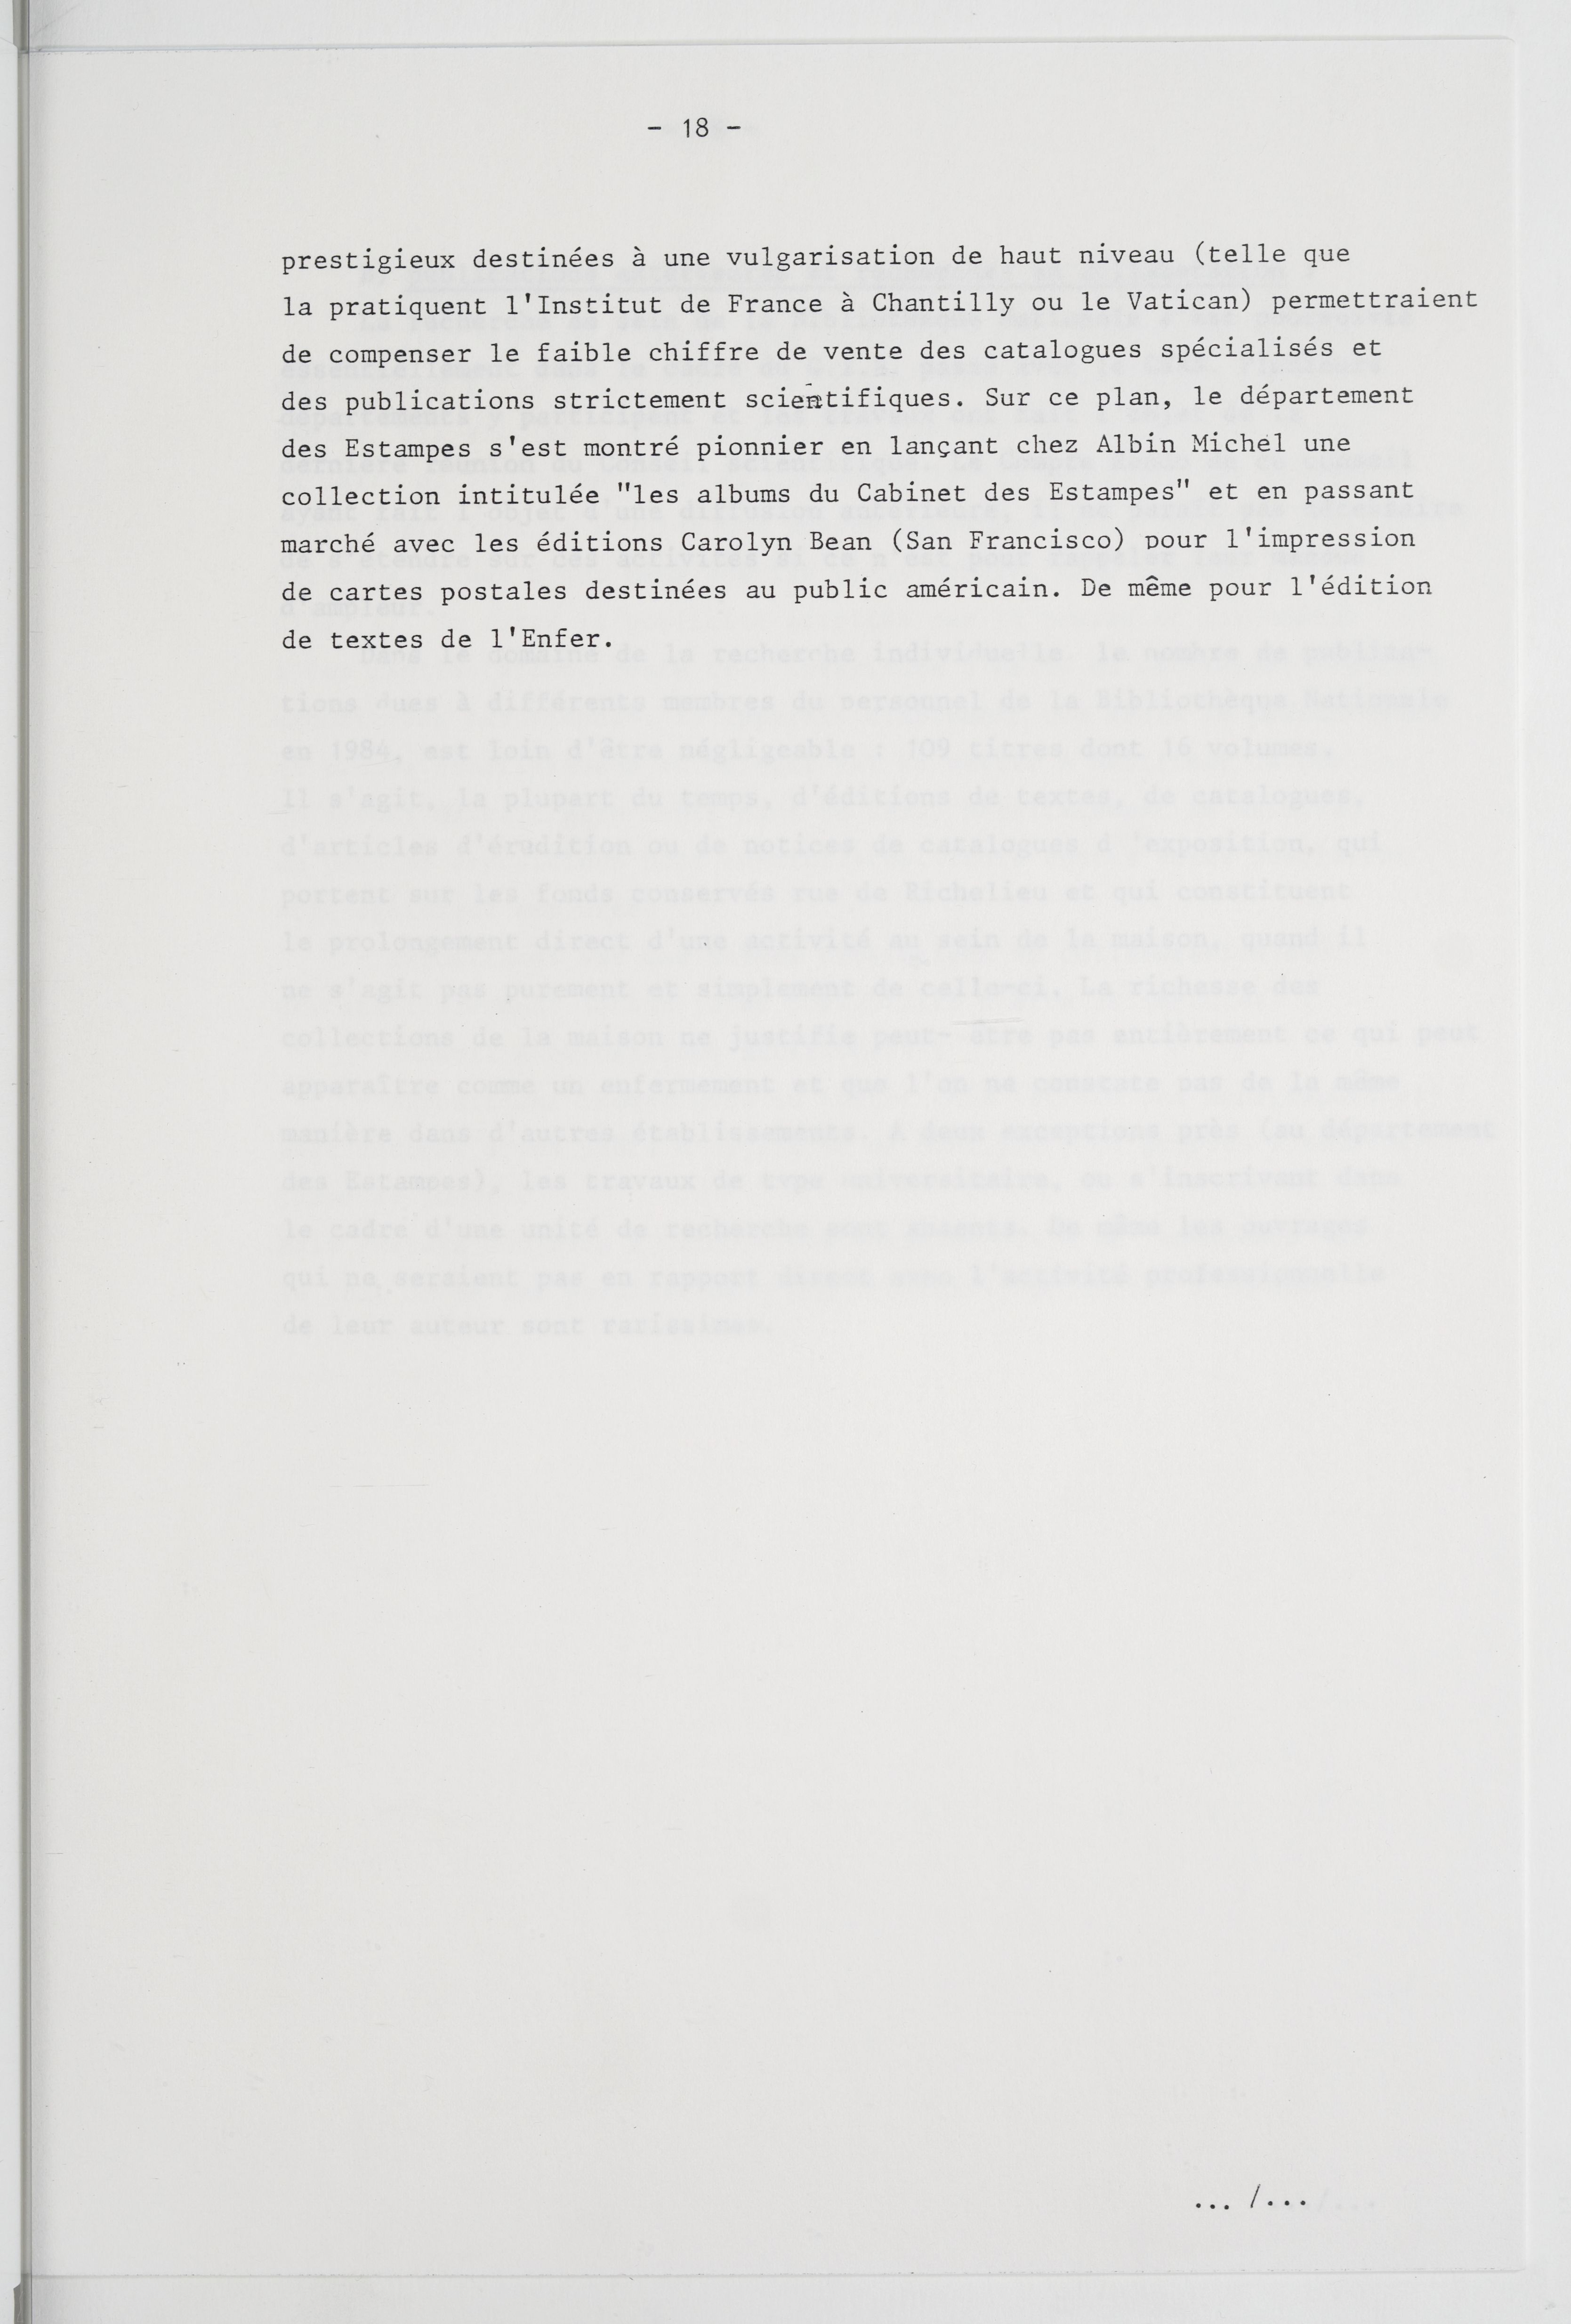 - 18 -
prestigieux destinées à une vulgarisation de haut niveau (telle que
la pratiquent l'Institut de France à Chantilly ou le Vatican) permettraient
de compenser le faible chiffre de vente des catalogues spécialisés et
des publications strictement scientifiques. Sur ce plan, le département
des Estampes s'est montré pionnier en lançant chez Albin Michel une
collection intitulée "les albums du Cabinet des Estampes" et en passant
marché avec les éditions Carolyn Bean (San Francisco) pour l'impression
de cartes postales destinées au public américain. De même pour l'édition
de textes de l'Enfer.
... /...